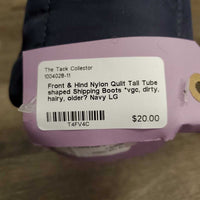 The Tack Collector
1004028-11
Front & Hind Nylon Quilt Tall Tube
shaped Shipping Boots *vgc, dirty,
hairy, older? Navy LG
T4FV4C
$20.00